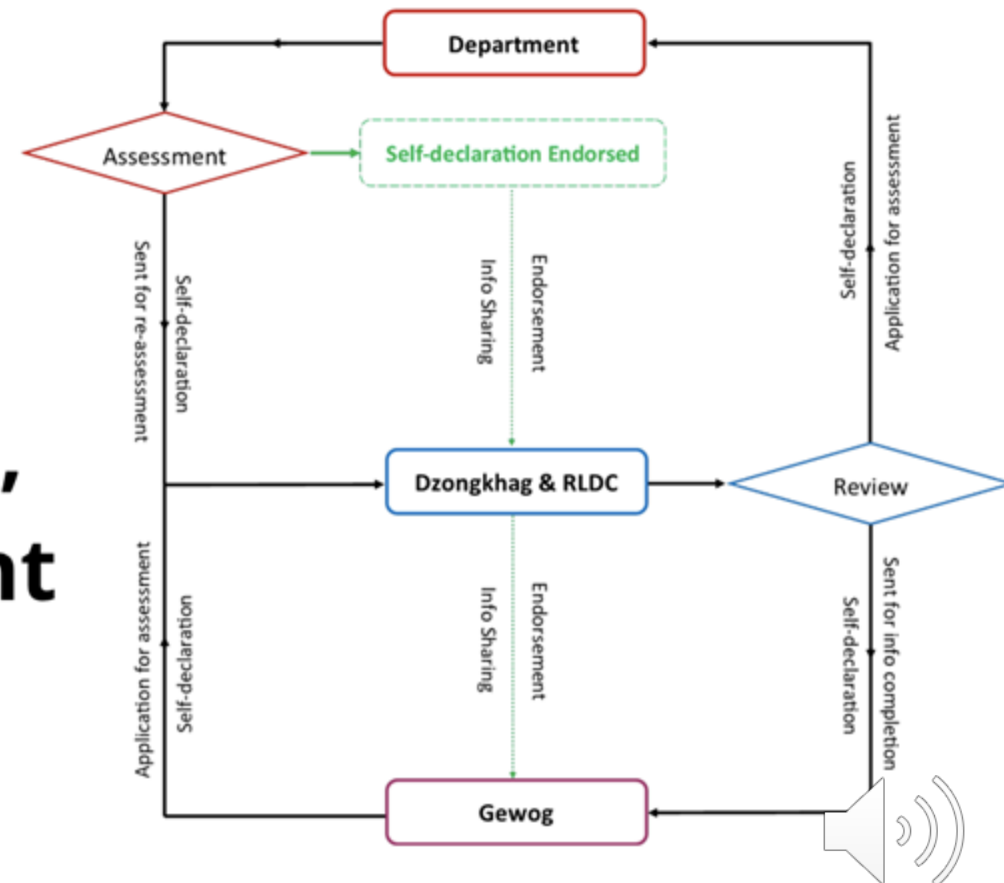 Department
Assessment
Self-declaration Endorsed
Sent for re-assessment
Self-declaration
Info Sharing
Endorsement
Self-declaration
Application for assessment
,
nt
Dzongkhag & RLDC
Review
Application for assessment
Self-declaration
Info Sharing
Endorsement
Self-declaration
Sent for info completion
Gewog